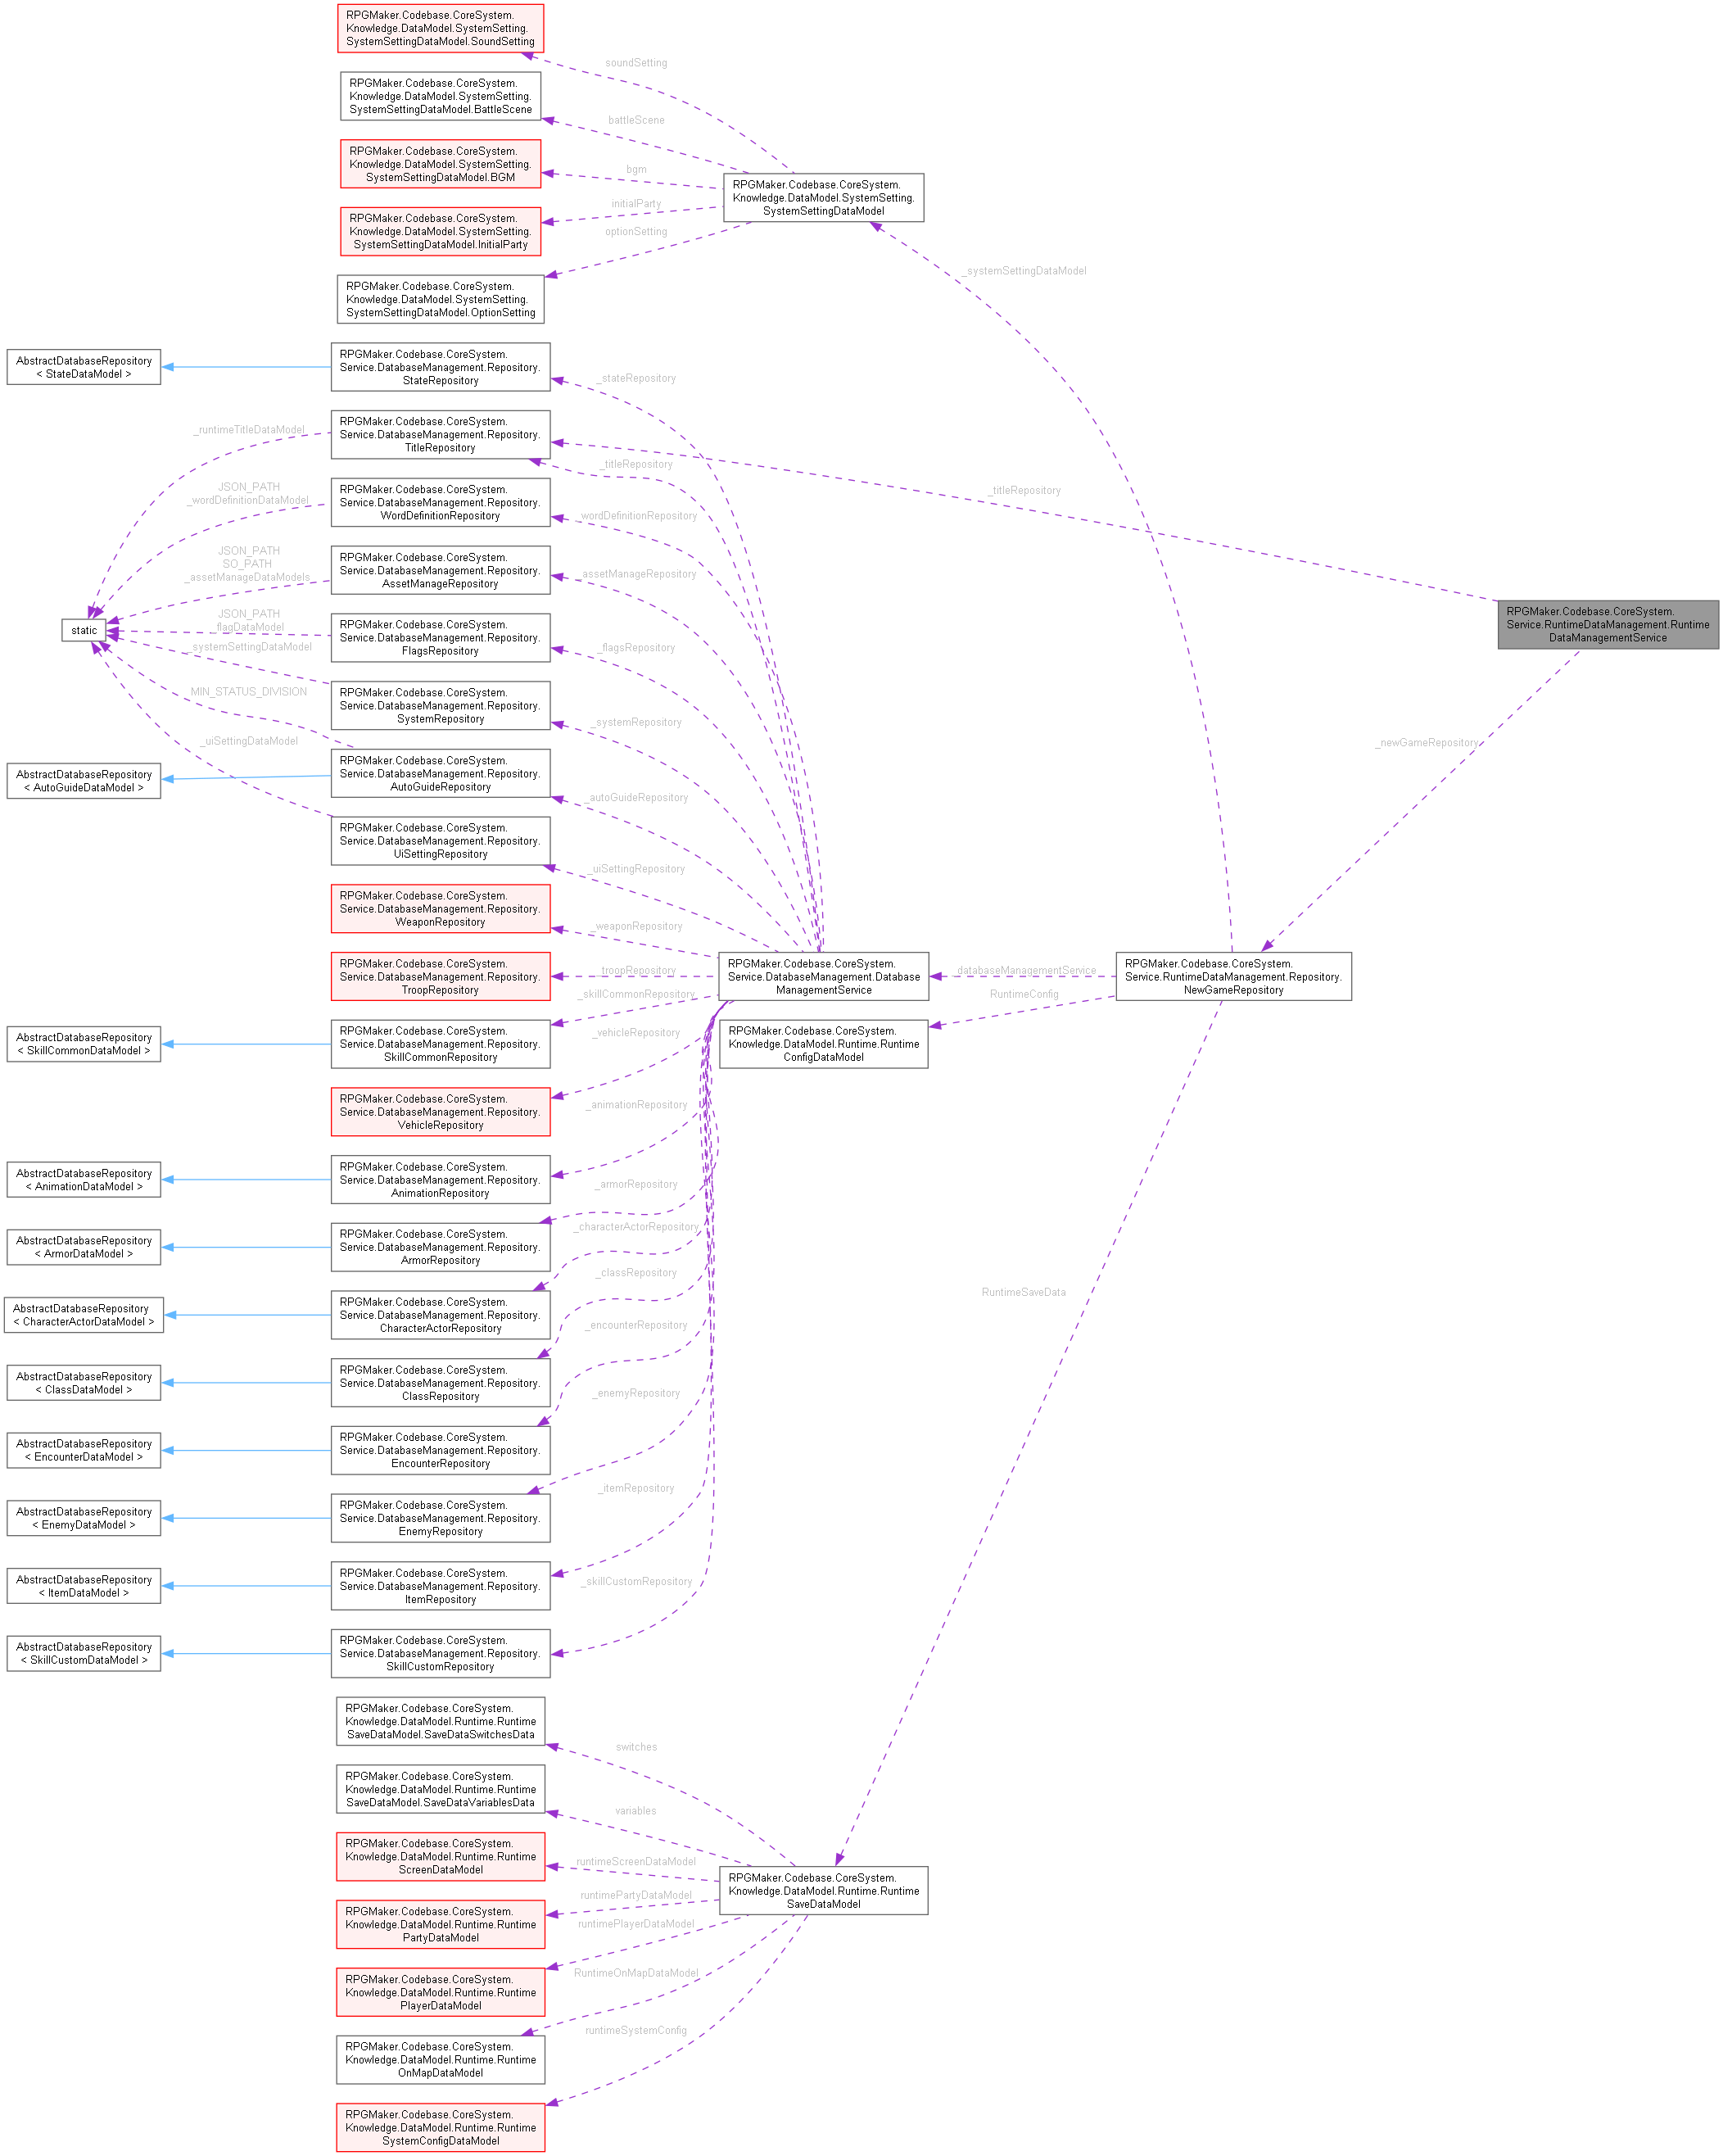 RPGMaker.Codebase.CoreSystem.
Knowledge.DataModel.SystemSetting.
SystemSettingDataModel.SoundSetting
soundSetting
RPGMaker.Codebase.CoreSystem.
Knowledge.DataModel.SystemSetting.
SystemSettingDataModel.BattleScene
battleScene
RPGMaker.Codebase.CoreSystem.
Knowledge.DataModel.SystemSetting.
SystemSettingDataModel.BGM
bgm
RPGMaker.Codebase.CoreSystem.
Knowledge.DataModel.SystemSetting.
SystemSettingDataModel
RPGMaker.Codebase.CoreSystem.
Knowledge.DataModel.SystemSetting.
SystemSettingDataModel.InitialParty
initialParty
optionSetting
RPGMaker.Codebase.CoreSystem.
Knowledge.DataModel.SystemSetting.
SystemSettingDataModel.OptionSetting
_systemSettingDataModel
AbstractDatabaseRepository
< StateDataModel >
RPGMaker.Codebase.CoreSystem.
Service.DatabaseManagement.Repository.
StateRepository
_stateRepository
_runtimeTitleDataModel
RPGMaker.Codebase.CoreSystem.
Service.DatabaseManagement.Repository.
TitleRepository
_titleRepository
_titleRepository
JSON_PATH
_wordDefinitionDataModel
RPGMaker.Codebase.CoreSystem.
Service.DatabaseManagement.Repository.
WordDefinitionRepository
_wordDefinitionRepository
JSON_PATH
SO_PATH
_assetManageDataModels
RPGMaker.Codebase.CoreSystem.
Service.DatabaseManagement.Repository.
AssetManageRepository
_assetManageRepository
static
JSON_PATH
_flagDataModel
RPGMaker.Codebase.CoreSystem.
Service.DatabaseManagement.Repository.
FlagsRepository
_flagsRepository
RPGMaker.Codebase.CoreSystem.
Service.RuntimeDataManagement.Runtime
DataManagementService
_systemSettingDataModel
RPGMaker.Codebase.CoreSystem.
Service.DatabaseManagement.Repository.
SystemRepository
_systemRepository
MIN_STATUS_DIVISION
_uiSettingDataModel
_newGameRepository
AbstractDatabaseRepository
< AutoGuideDataModel >
RPGMaker.Codebase.CoreSystem.
Service.DatabaseManagement.Repository.
AutoGuideRepository
_autoGuideRepository
RPGMaker.Codebase.CoreSystem.
Service.DatabaseManagement.Repository.
UiSettingRepository
_uiSettingRepository
RPGMaker.Codebase.CoreSystem.
Service.DatabaseManagement.Repository.
WeaponRepository
_weaponRepository
RPGMaker.Codebase.CoreSystem.
Service.DatabaseManagement.Repository.
TroopRepository
_troopRepository
RPGMaker.Codebase.CoreSystem.
Service.DatabaseManagement.Database
ManagementService
_databaseManagementService
RPGMaker.Codebase.CoreSystem.
Service.RuntimeDataManagement.Repository.
NewGameRepository
_skillCommonRepository
RuntimeConfig
AbstractDatabaseRepository
< SkillCommonDataModel >
RPGMaker.Codebase.CoreSystem.
Service.DatabaseManagement.Repository.
SkillCommonRepository
_vehicleRepository
RPGMaker.Codebase.CoreSystem.
Knowledge.DataModel.Runtime.Runtime
ConfigDataModel
RPGMaker.Codebase.CoreSystem.
Service.DatabaseManagement.Repository.
VehicleRepository
_animationRepository
AbstractDatabaseRepository
< AnimationDataModel >
RPGMaker.Codebase.CoreSystem.
Service.DatabaseManagement.Repository.
AnimationRepository
_armorRepository
AbstractDatabaseRepository
< ArmorDataModel >
RPGMaker.Codebase.CoreSystem.
Service.DatabaseManagement.Repository.
ArmorRepository
_characterActorRepository
_classRepository
AbstractDatabaseRepository
< CharacterActorDataModel >
RPGMaker.Codebase.CoreSystem.
Service.DatabaseManagement.Repository.
CharacterActorRepository
RuntimeSaveData
_encounterRepository
AbstractDatabaseRepository
< ClassDataModel >
RPGMaker.Codebase.CoreSystem.
Service.DatabaseManagement.Repository.
ClassRepository
_enemyRepository
AbstractDatabaseRepository
< EncounterDataModel >
RPGMaker.Codebase.CoreSystem.
Service.DatabaseManagement.Repository.
EncounterRepository
_itemRepository
AbstractDatabaseRepository
< EnemyDataModel >
RPGMaker.Codebase.CoreSystem.
Service.DatabaseManagement.Repository.
EnemyRepository
AbstractDatabaseRepository
< ItemDataModel >
RPGMaker.Codebase.CoreSystem.
Service.DatabaseManagement.Repository.
ItemRepository
_skillCustomRepository
AbstractDatabaseRepository
< SkillCustomDataModel >
RPGMaker.Codebase.CoreSystem.
Service.DatabaseManagement.Repository.
SkillCustomRepository
RPGMaker.Codebase.CoreSystem.
Knowledge.DataModel.Runtime.Runtime
SaveDataModel.SaveDataSwitchesData
switches
RPGMaker.Codebase.CoreSystem.
Knowledge.DataModel.Runtime.Runtime
SaveDataModel.SaveDataVariablesData
variables
RPGMaker.Codebase.CoreSystem.
Knowledge.DataModel.Runtime.Runtime
ScreenDataModel
runtimeScreenDataModel
RPGMaker.Codebase.CoreSystem.
Knowledge.DataModel.Runtime.Runtime
SaveDataModel
runtimePartyDataModel
RPGMaker.Codebase.CoreSystem.
Knowledge.DataModel.Runtime.Runtime
PartyDataModel
runtimePlayerDataModel
RuntimeOnMapDataModel
RPGMaker.Codebase.CoreSystem.
Knowledge.DataModel.Runtime.Runtime
PlayerDataModel
runtimeSystemConfig
RPGMaker.Codebase.CoreSystem.
Knowledge.DataModel.Runtime.Runtime
OnMapDataModel
RPGMaker.Codebase.CoreSystem.
Knowledge.DataModel.Runtime.Runtime
SystemConfigDataModel